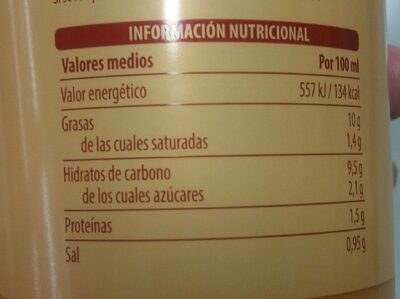 INFORMACIÓN NUTRICIONAL
Valores medios Por 100 ml
Valor energético 557 kJ / 134 kcal
Grasas 10 g
de las cuales saturadas 1,4 g
Hidratos de carbono 9,5 g
de los cuales azúcares 2,1 g
Proteínas 1,5 g
Sal 0,95 g